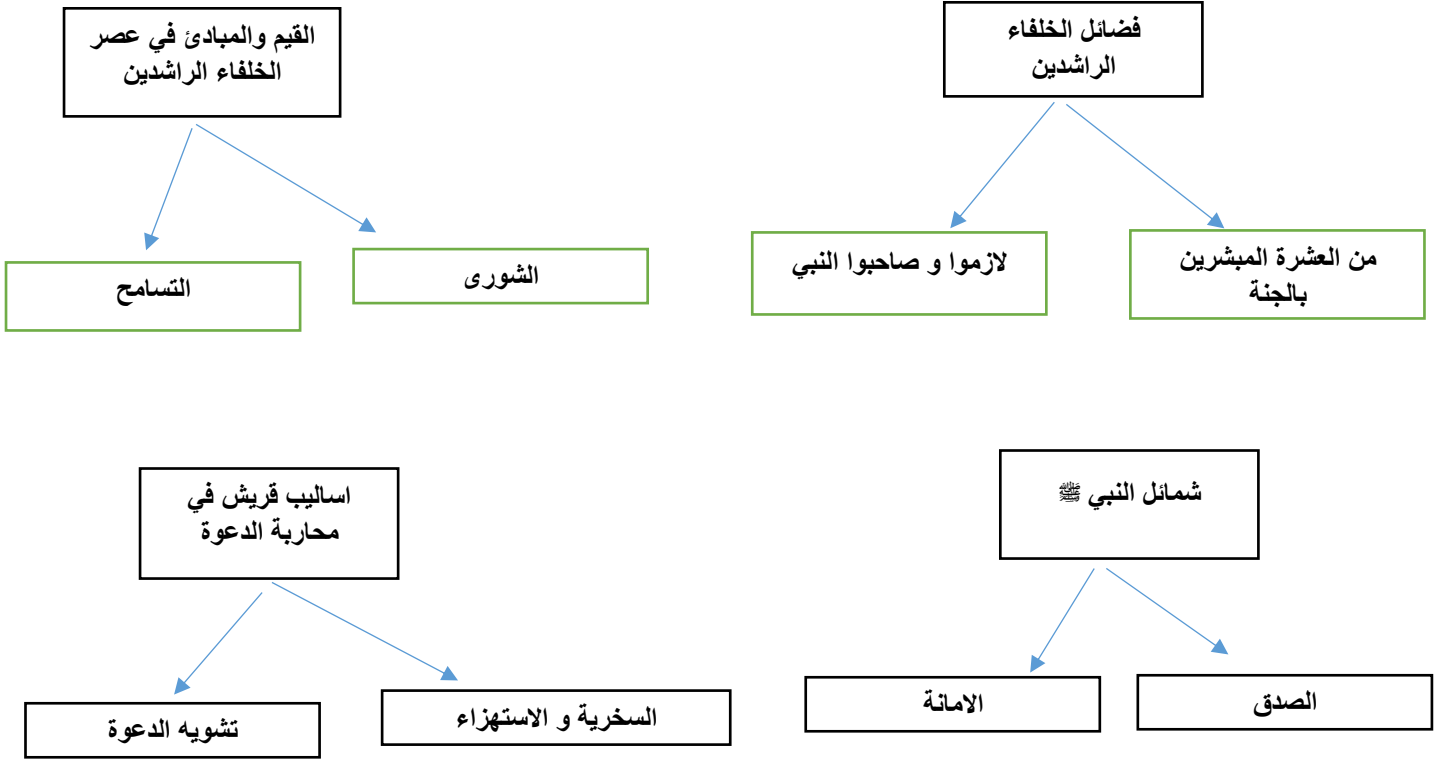 فضائل الخلفاء
الراشدين
من العشرة المبشرين
بالجنة
لازموا و صاحبوا النبي
القيم والمبادئ في عصر
الخلفاء الراشدين
الشورى
التسامح
شمائل النبي ﷺ
الصدق
الامانة
اساليب قريش في
محاربة الدعوة
السخرية و الاستهزاء
تشويه الدعوة